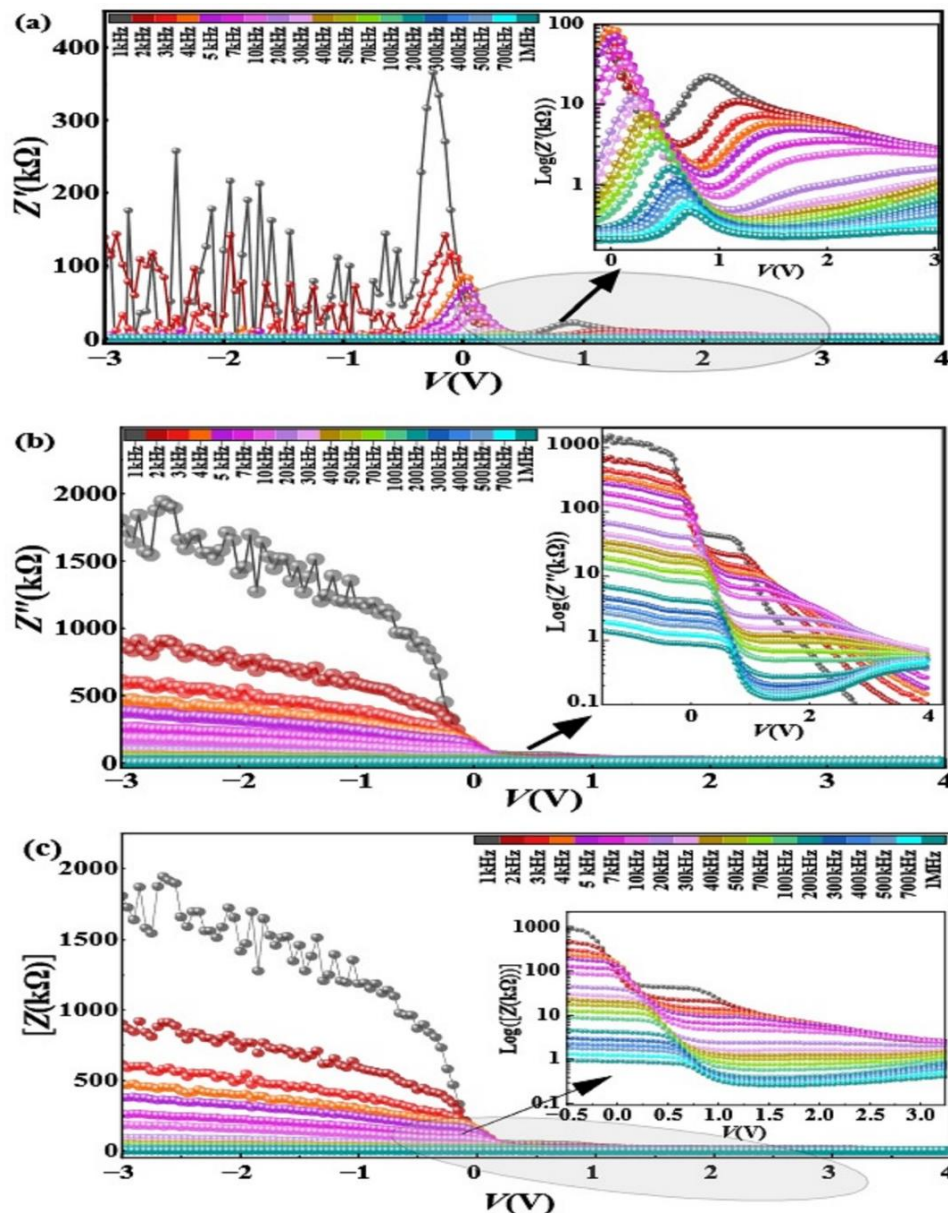 (a)
1kHz 2kHz 3kHz 4kHz 5 kHz 7kHz 10kHz 20kHz 30kHz 40kHz 50kHz 70kHz 100kHz 200kHz 300kHz 400kHz 500kHz 700kHz 1MHz
Z'(kΩ)
400
300
200
100
0
−3 −2 −1 0 1 2 3 4
V(V)
Log(Z'(kΩ))
100
10
1
0 1 2 3
V(V)
(b)
1kHz 2kHz 3kHz 4kHz 5 kHz 7kHz 10kHz 20kHz 30kHz 40kHz 50kHz 70kHz 100kHz 200kHz 300kHz 400kHz 500kHz 700kHz 1MHz
Z''(kΩ)
2000
1500
1000
500
0
−3 −2 −1 0 1 2 3 4
V(V)
Log(Z''(kΩ))
1000
100
10
1
0.1
0 2 4
V(V)
(c)
1kHz 2kHz 3kHz 4kHz 5 kHz 7kHz 10kHz 20kHz 30kHz 40kHz 50kHz 70kHz 100kHz 200kHz 300kHz 400kHz 500kHz 700kHz 1MHz
[Z(kΩ)]
2000
1500
1000
500
0
−3 −2 −1 0 1 2 3 4
V(V)
Log([Z(kΩ))]
1000
100
10
1
0.1
−0.5 0.0 0.5 1.0 1.5 2.0 2.5 3.0
V(V)